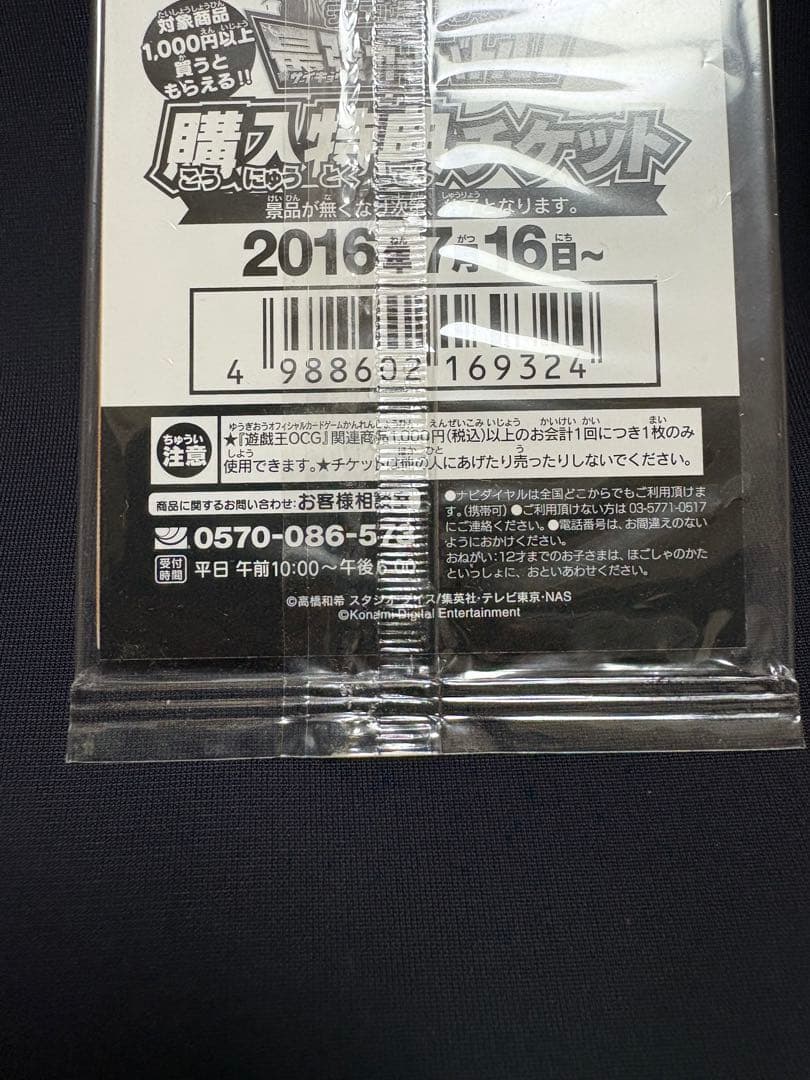 対象商品
1,000円以上
買うと
もらえる!!
購入特典チケット
景品が無くなり次第、終了となります。
2016年7月16日~
4 988602 169324
注意
★『遊戯王OCG』関連商品1,000円(税込)以上のお会計1回につき1枚のみ
使用できます。★チケットは他の人にあげたり売ったりしないでください。
商品に関するお問い合わせ:お客様相談室
0570-086-573
受付時間 平日 午前10:00~午後6:00
●ナビダイヤルは全国どこからでもご利用頂けま
す。(携帯可)●ご利用頂けない方は 03-5771-0517
にご連絡ください。●電話番号は、お間違えのない
ようにおかけください。
おねがい:12才までのお子さまは、ほごしゃのかた
といっしょに、おといあわせください。
©高橋和希 スタジオ・ダイス/集英社・テレビ東京・NAS
©Konami Digital Entertainment